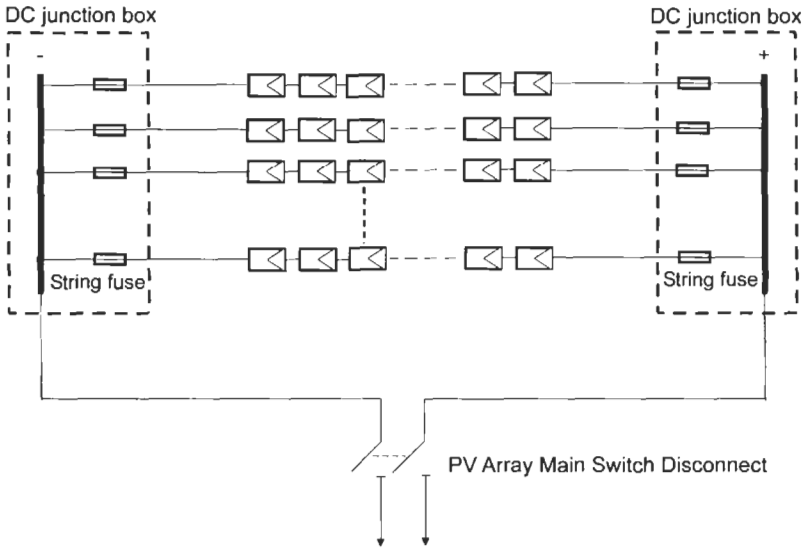 DC junction box
DC junction box
-
+
String fuse
String fuse
PV Array Main Switch Disconnect